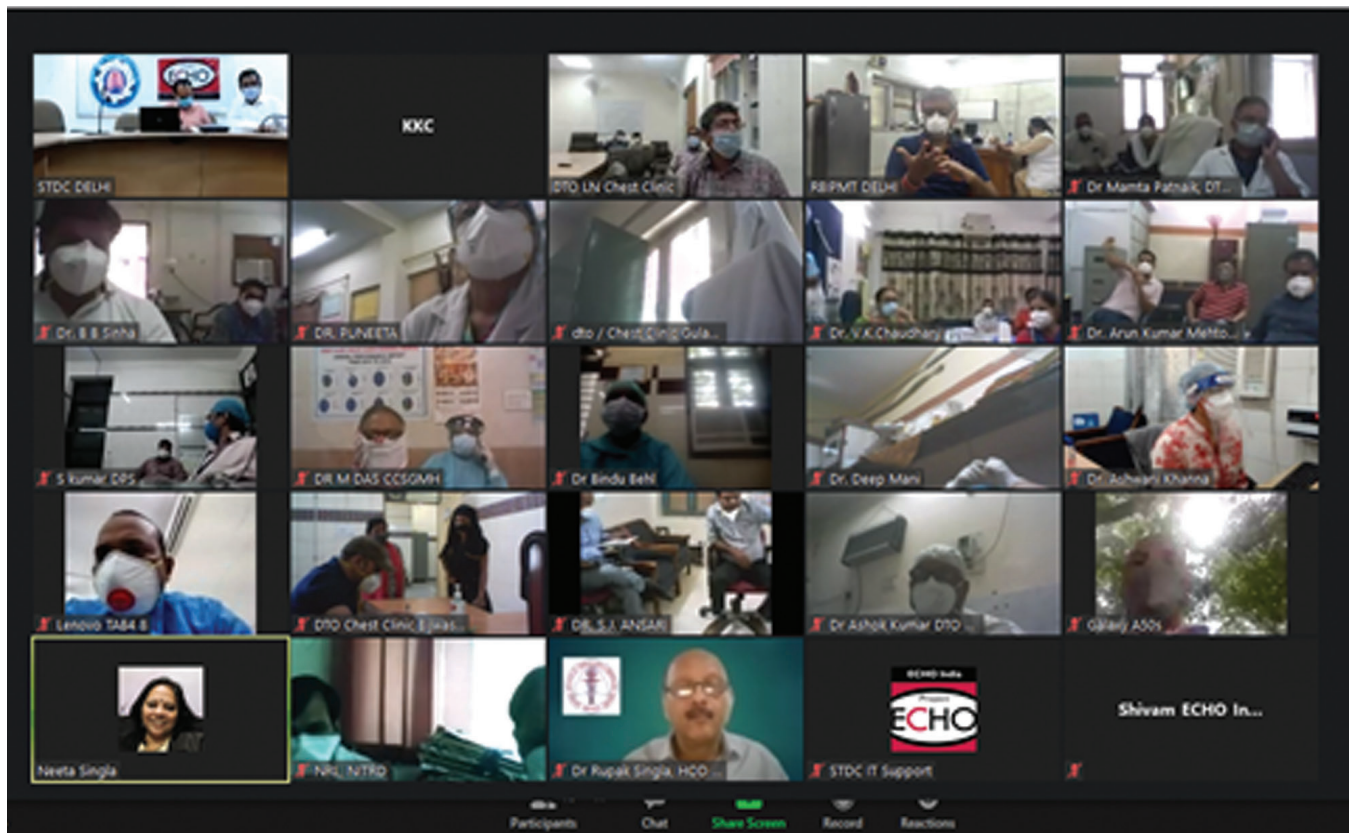 ECHO
STDC DELHI
KKC
DTO LN Chest Clinic
RBIPMT DELHI
Dr Mamta Patnaik, DT...
Dr. B B Sinha
DR. PUNEETA
dto / Chest Clinic Gula...
Dr. V.K.Chaudhary
Dr. Arun Kumar Mehto...
S kumar DPS
DR M DAS CCSGMH
Dr Bindu Behl
Dr. Deep Mani
Dr. Ashwani Khanna
Lenovo TAB4 8
DTO Chest Clinic Bijwas...
DR. S.J. ANSARI
Dr Ashok Kumar DTO ...
Galaxy A50s
Neeta Singla
NRL, NITRD
Dr Rupak Singla, HCO ...
ECHO India
Project
ECHO
STDC IT Support
Shivam ECHO In...
Participants
Chat
Share Screen
Record
Reactions